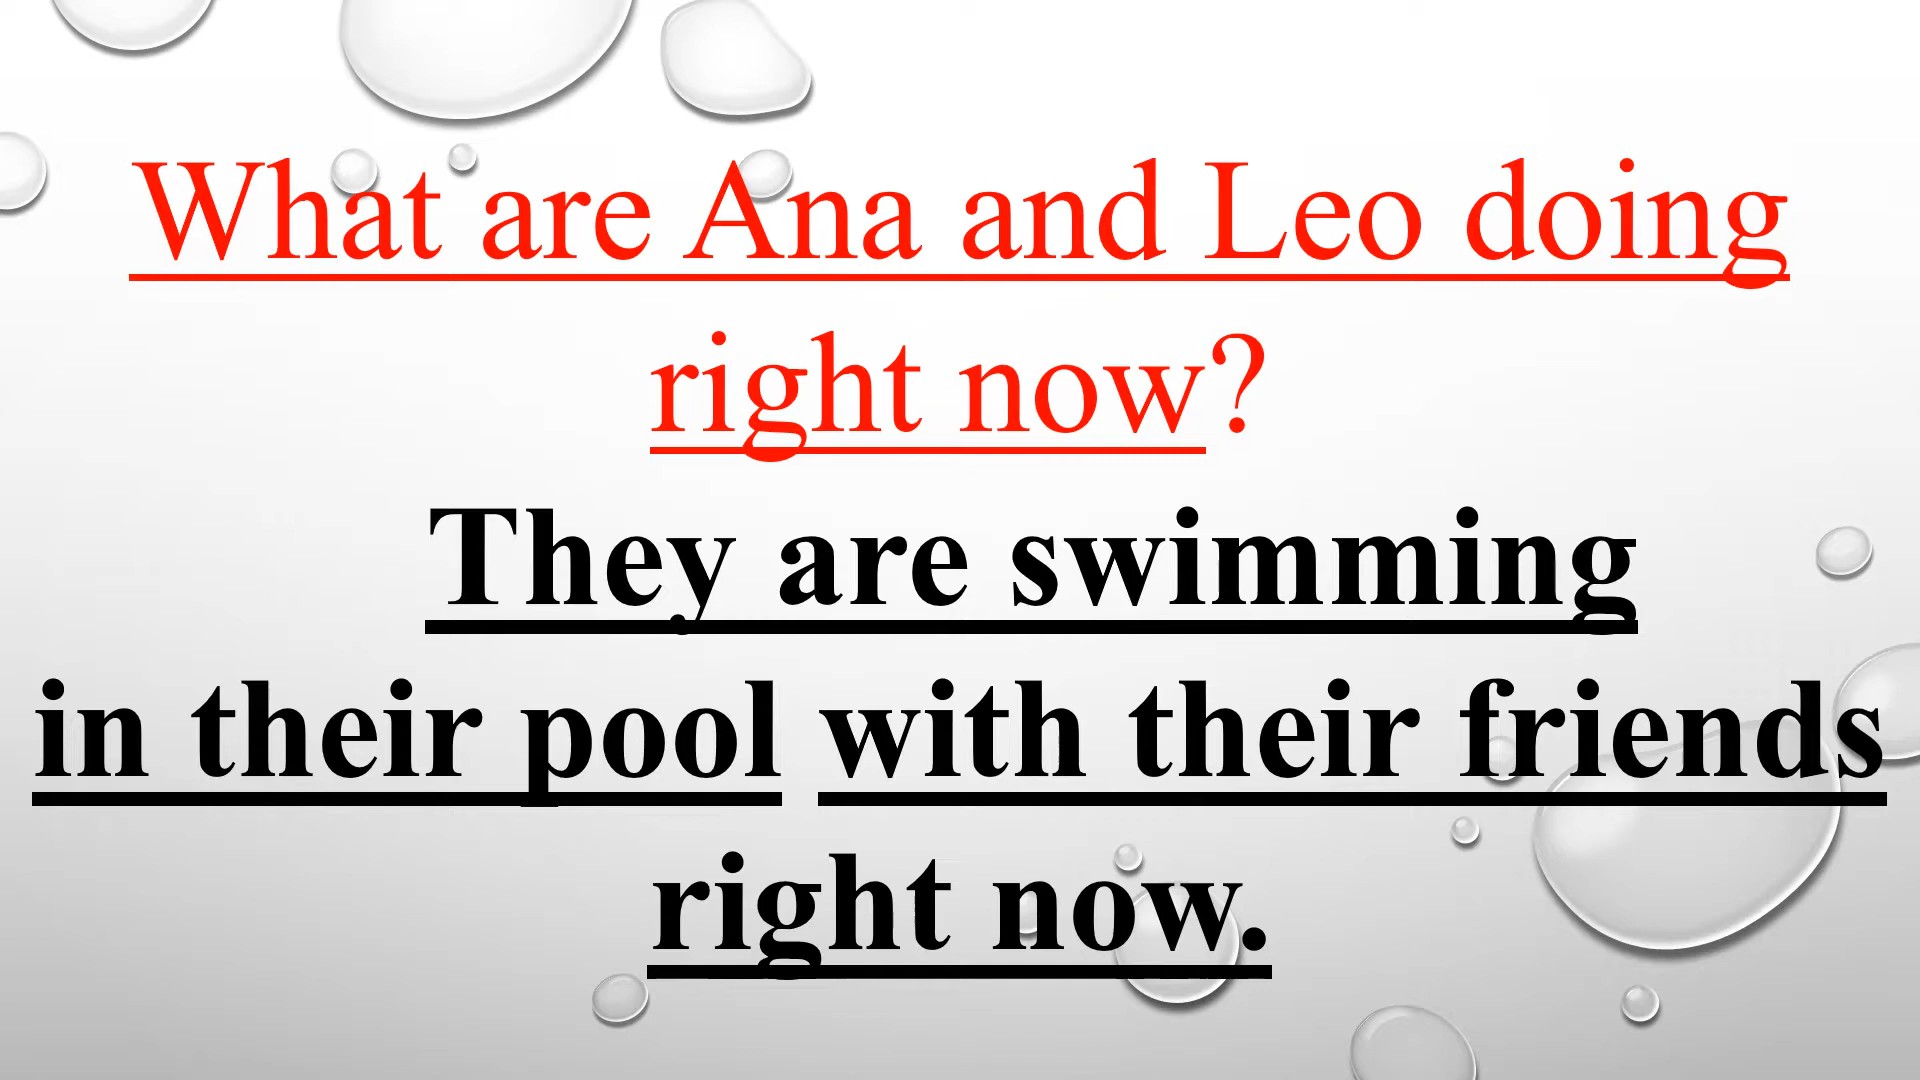 What are Ana and Leo doing
right now?
They are swimming
in their pool with their friends
right now.